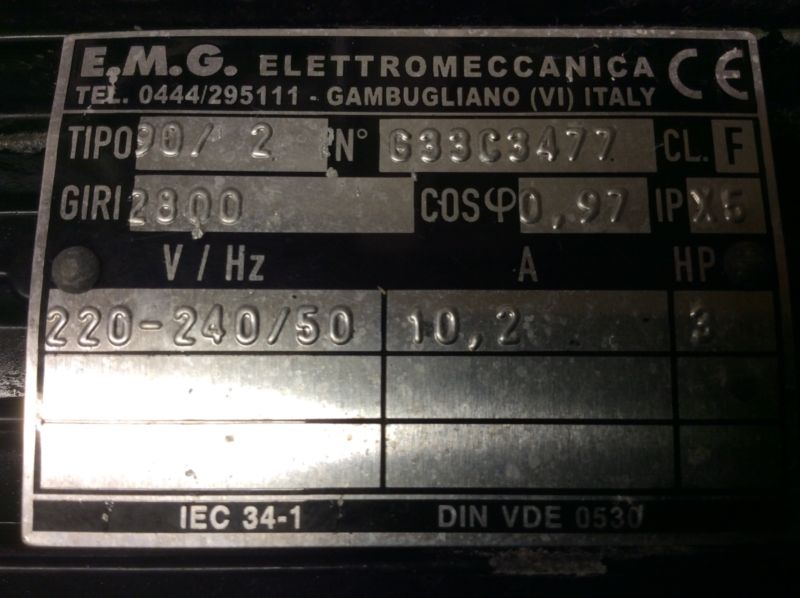 E.M.G. ELETTROMECCANICA CE
TEL. 0444/295111 - GAMBUGLIANO (VI) ITALY
TIPO 90/ 2 N° G33C3477 CL. F
GIRI 2800 COSφ 0,97 IP X5
V / Hz A HP
220-240/50 10,2 3
IEC 34-1 DIN VDE 0530